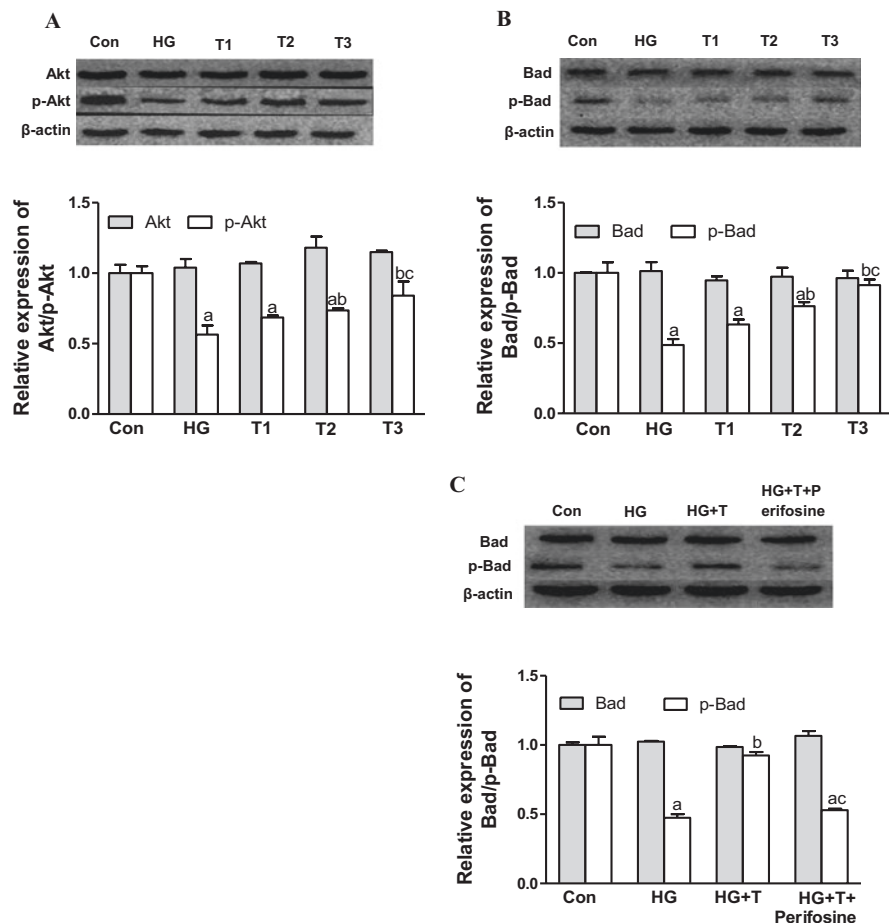 A
Con HG T1 T2 T3
Akt
p-Akt
β-actin
Relative expression of
Akt/p-Akt
1.5
1.0
0.5
0.0
Akt p-Akt
a
a
ab
bc
Con HG T1 T2 T3
B
Con HG T1 T2 T3
Bad
p-Bad
β-actin
Relative expression of
Bad/p-Bad
1.5
1.0
0.5
0.0
Bad p-Bad
a
a
ab
bc
Con HG T1 T2 T3
C
Con HG HG+T HG+T+P
erifosine
Bad
p-Bad
β-actin
Relative expression of
Bad/p-Bad
1.5
1.0
0.5
0.0
Bad p-Bad
a
b
ac
Con HG HG+T HG+T+
Perifosine